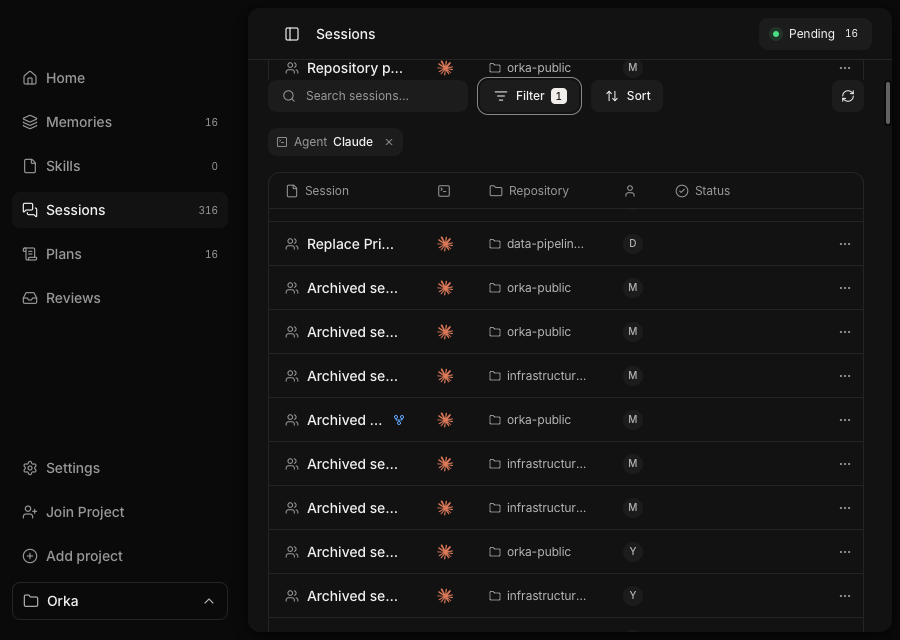 Home
Memories 16
Skills 0
Sessions 316
Plans 16
Reviews
Settings
Join Project
Add project
Orka
Sessions
Pending 16
Repository p... orka-public M
Search sessions...
Filter 1
Sort
Agent Claude
Session Repository Status
Replace Pri... data-pipelin... D
Archived se... orka-public M
Archived se... orka-public M
Archived se... infrastructur... M
Archived ... orka-public M
Archived se... infrastructur... M
Archived se... infrastructur... M
Archived se... orka-public Y
Archived se... infrastructur... Y